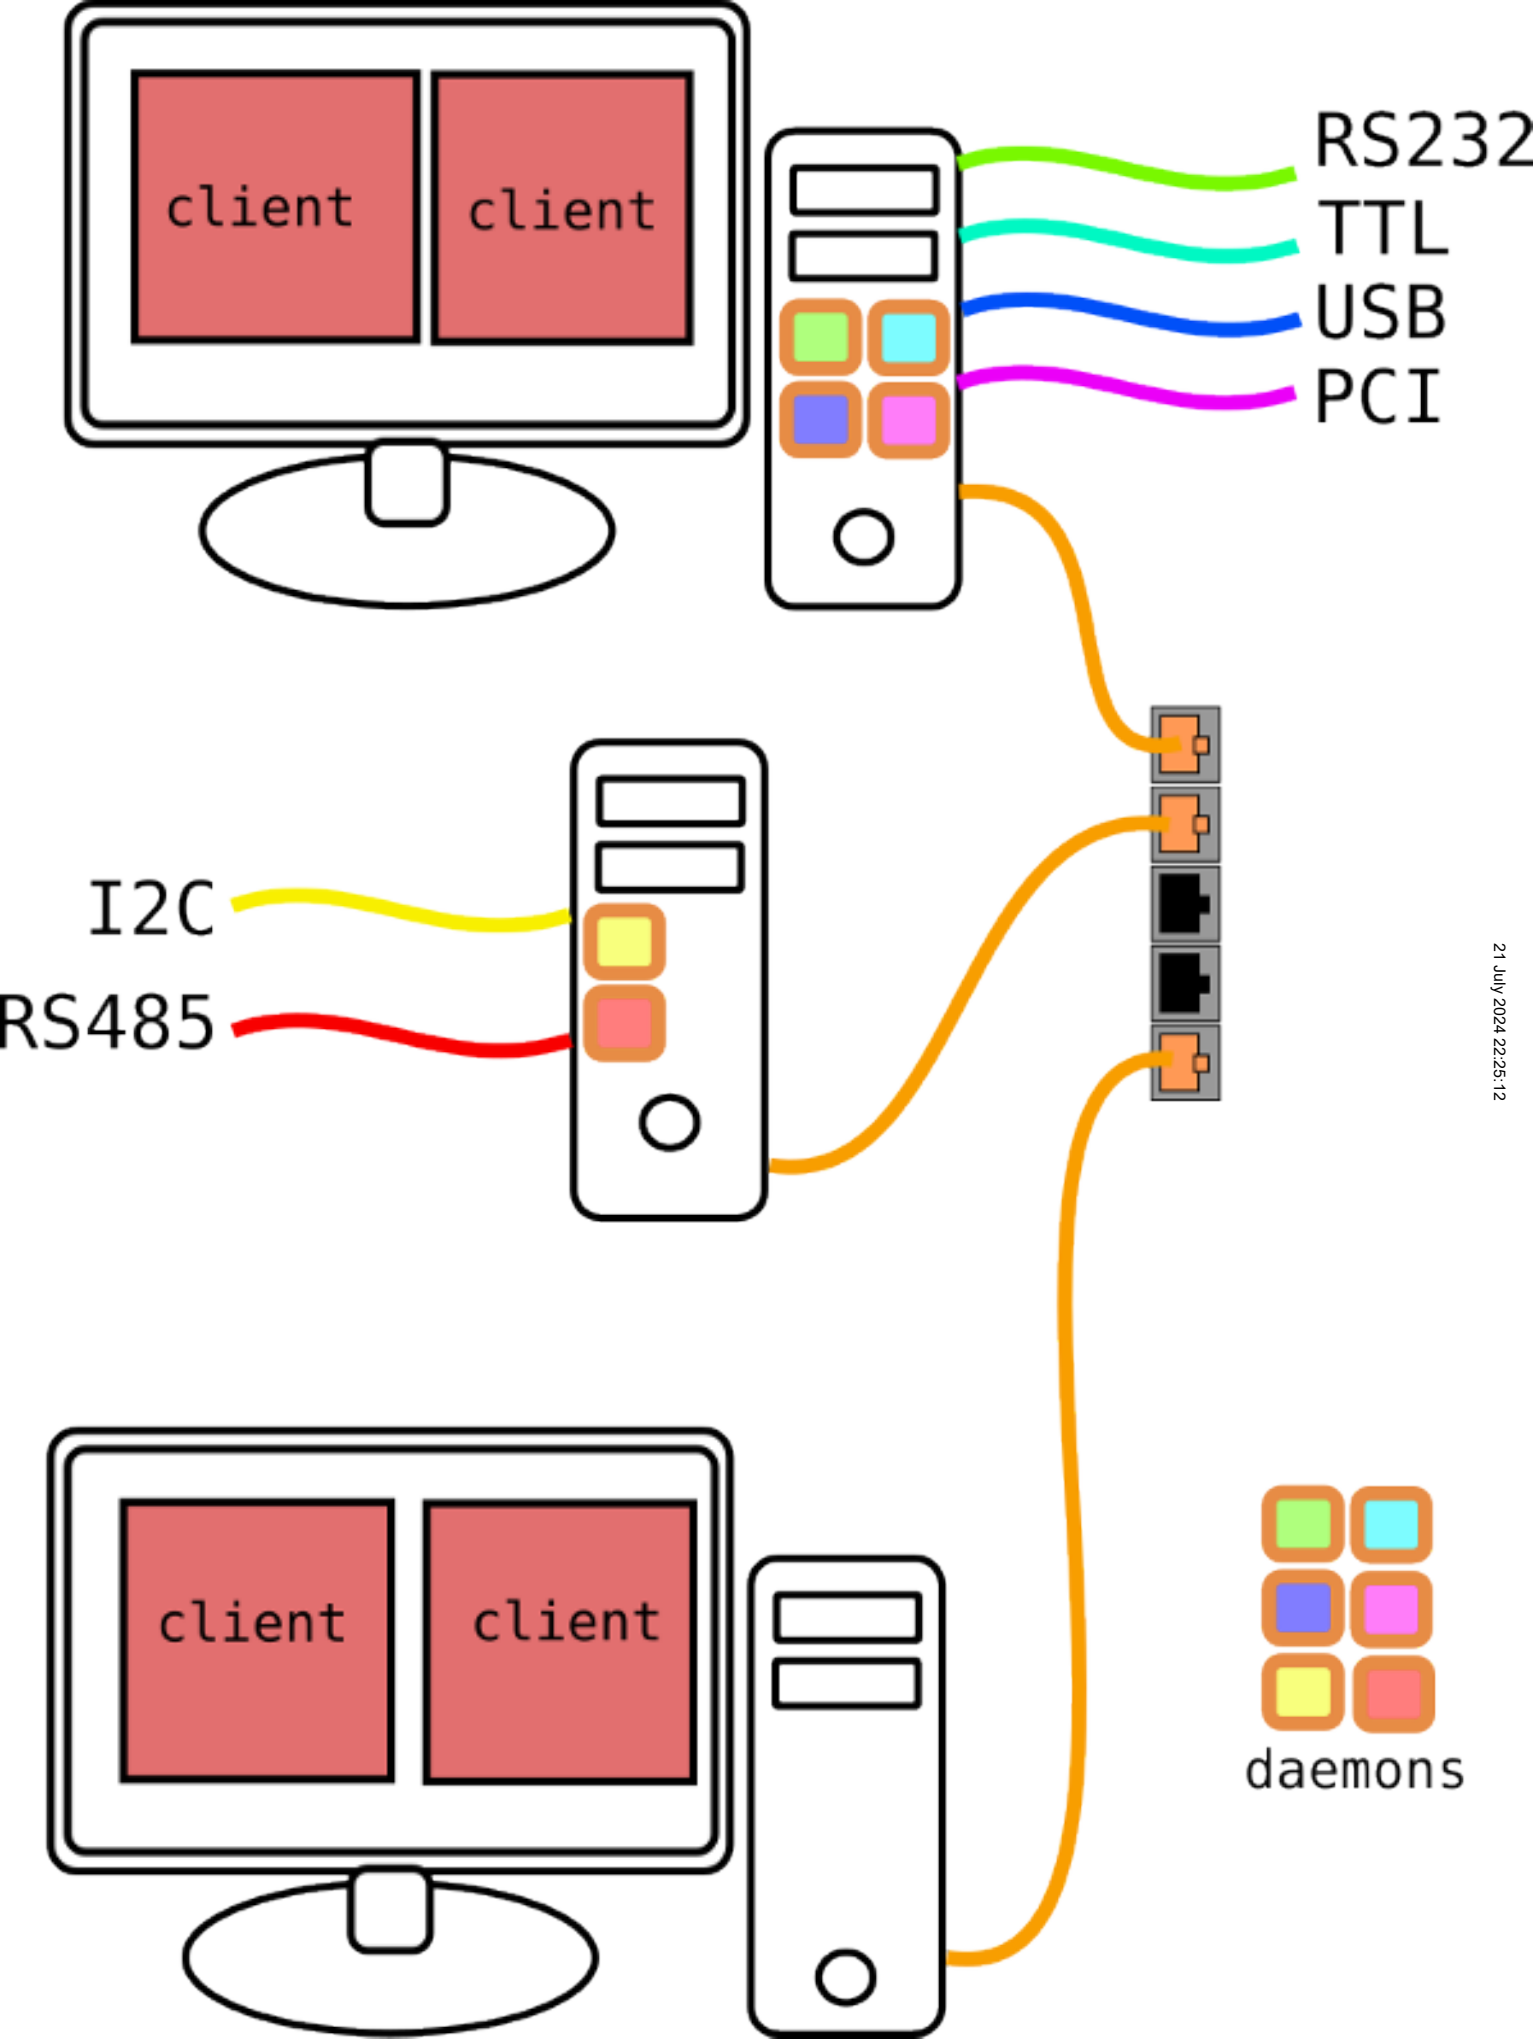 client
client
RS232
TTL
USB
PCI
I2C
RS485
21 July 2024 22:25:12
client
client
daemons